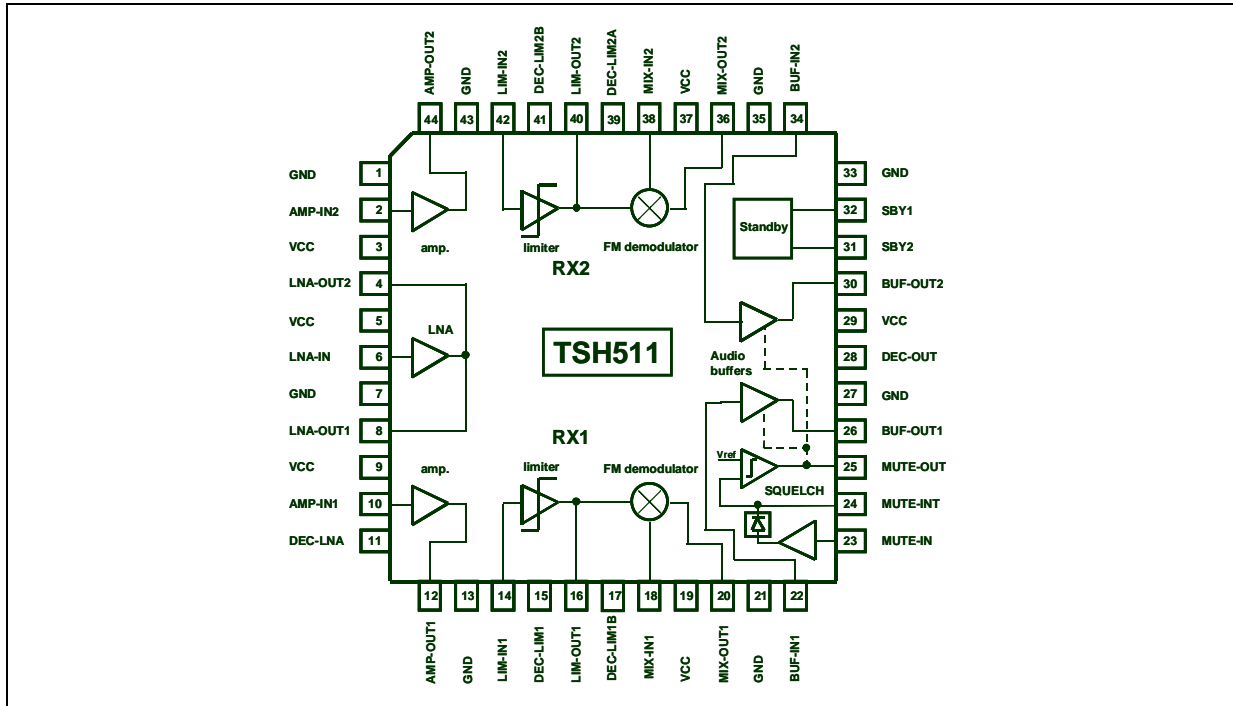 AMP-OUT2
GND
LIM-IN2
DEC-LIM2B
LIM-OUT2
DEC-LIM2A
MIX-IN2
VCC
MIX-OUT2
GND
BUF-IN2
44
43
42
41
40
39
38
37
36
35
34
GND
1
AMP-IN2
2
VCC
3
LNA-OUT2
4
VCC
5
LNA-IN
6
GND
7
LNA-OUT1
8
VCC
9
AMP-IN1
10
DEC-LNA
11
amp.
limiter
FM demodulator
RX2
LNA
TSH511
RX1
amp.
limiter
FM demodulator
Standby
Audio
buffers
Vref
SQUELCH
33
GND
32
SBY1
31
SBY2
30
BUF-OUT2
29
VCC
28
DEC-OUT
27
GND
26
BUF-OUT1
25
MUTE-OUT
24
MUTE-INT
23
MUTE-IN
12
13
14
15
16
17
18
19
20
21
22
AMP-OUT1
GND
LIM-IN1
DEC-LIM1
LIM-OUT1
DEC-LIM1B
MIX-IN1
VCC
MIX-OUT1
GND
BUF-IN1